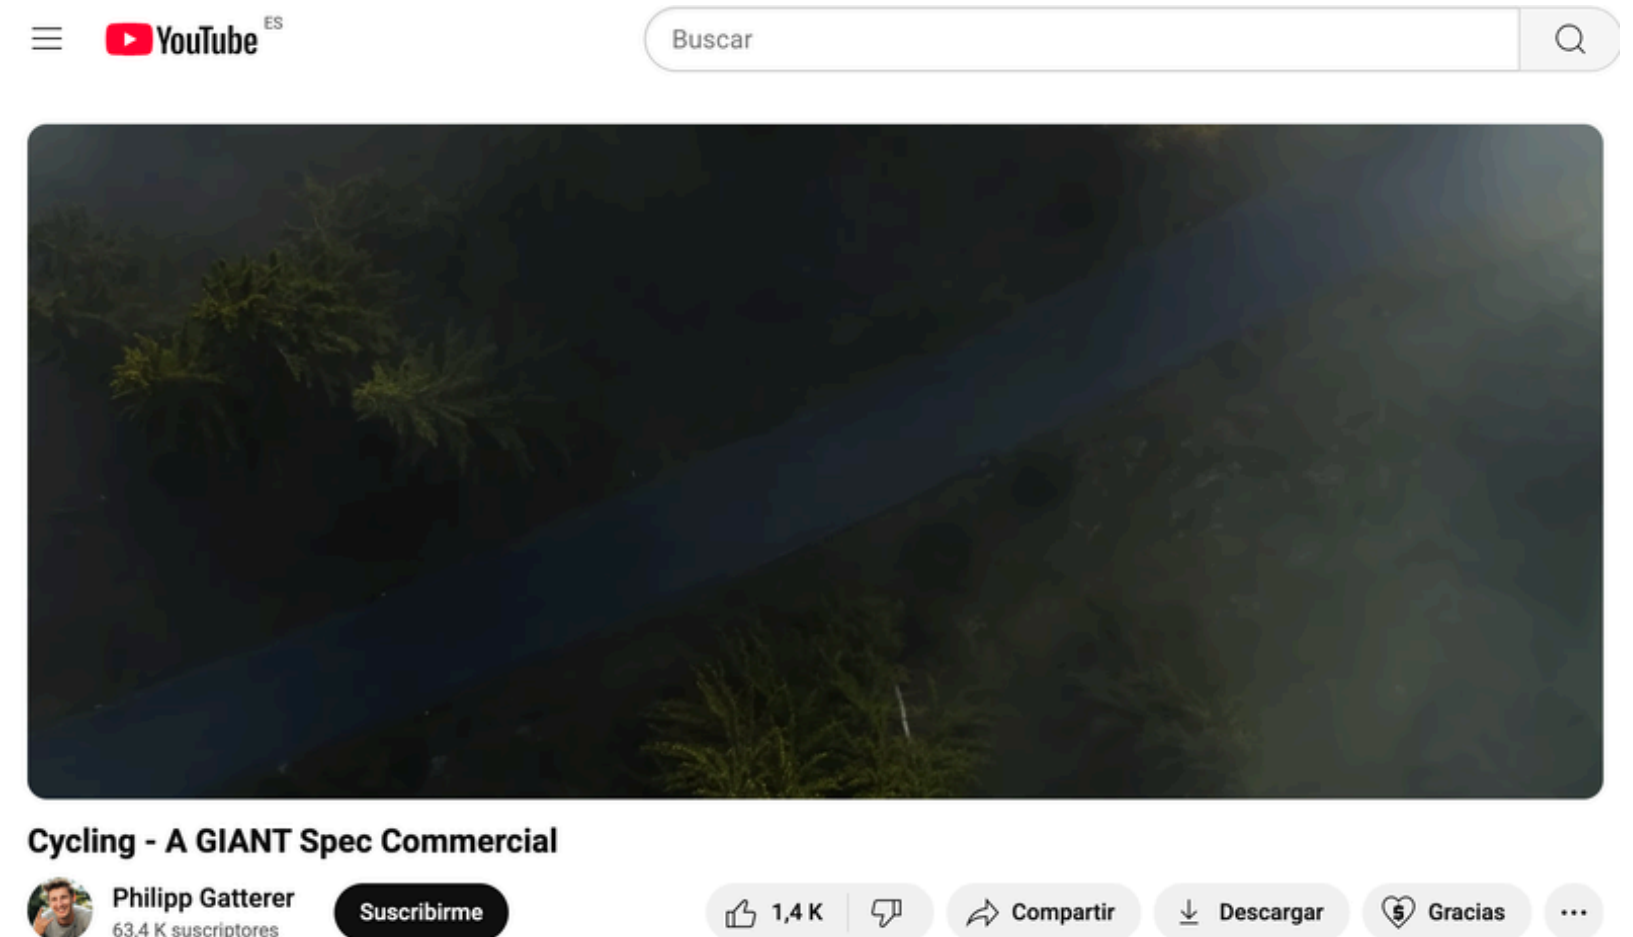 YouTube ES
Buscar
Cycling - A GIANT Spec Commercial
Philipp Gatterer
63,4 K suscriptores
Suscribirme
1,4 K
Compartir
Descargar
Gracias